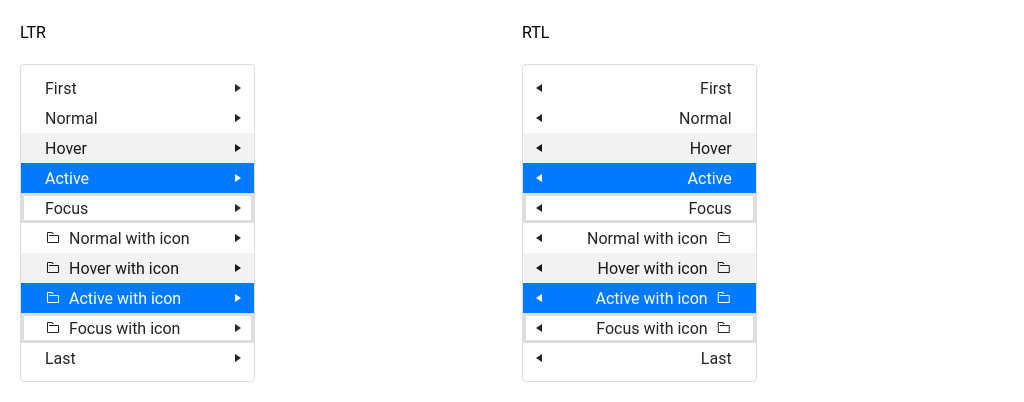 LTR
First
Normal
Hover
Active
Focus
Normal with icon
Hover with icon
Active with icon
Focus with icon
Last
RTL
First
Normal
Hover
Active
Focus
Normal with icon
Hover with icon
Active with icon
Focus with icon
Last